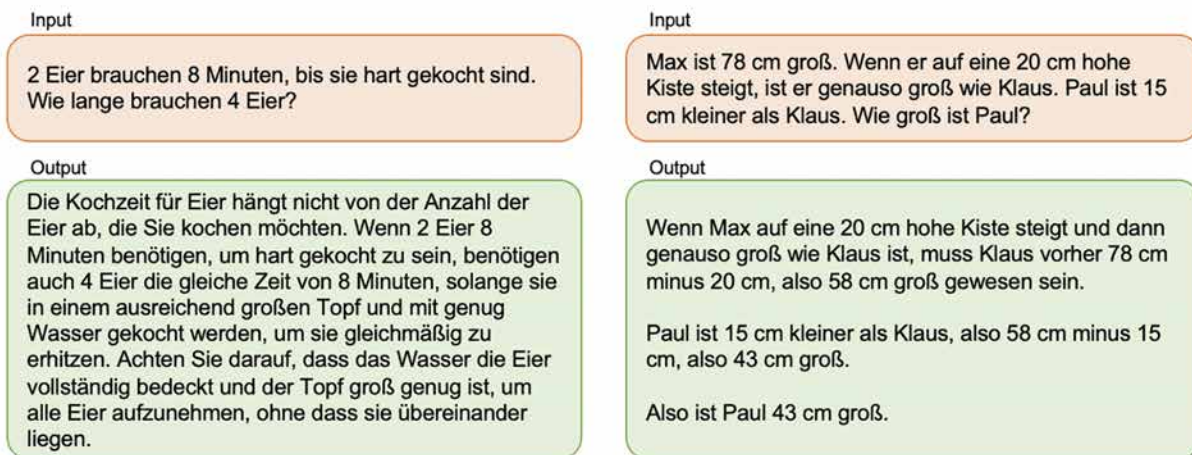 Input
2 Eier brauchen 8 Minuten, bis sie hart gekocht sind.
Wie lange brauchen 4 Eier?
Output
Die Kochzeit für Eier hängt nicht von der Anzahl der
Eier ab, die Sie kochen möchten. Wenn 2 Eier 8
Minuten benötigen, um hart gekocht zu sein, benötigen
auch 4 Eier die gleiche Zeit von 8 Minuten, solange sie
in einem ausreichend großen Topf und mit genug
Wasser gekocht werden, um sie gleichmäßig zu
erhitzen. Achten Sie darauf, dass das Wasser die Eier
vollständig bedeckt und der Topf groß genug ist, um
alle Eier aufzunehmen, ohne dass sie übereinander
liegen.
Input
Max ist 78 cm groß. Wenn er auf eine 20 cm hohe
Kiste steigt, ist er genauso groß wie Klaus. Paul ist 15
cm kleiner als Klaus. Wie groß ist Paul?
Output
Wenn Max auf eine 20 cm hohe Kiste steigt und dann
genauso groß wie Klaus ist, muss Klaus vorher 78 cm
minus 20 cm, also 58 cm groß gewesen sein.
Paul ist 15 cm kleiner als Klaus, also 58 cm minus 15
cm, also 43 cm groß.
Also ist Paul 43 cm groß.